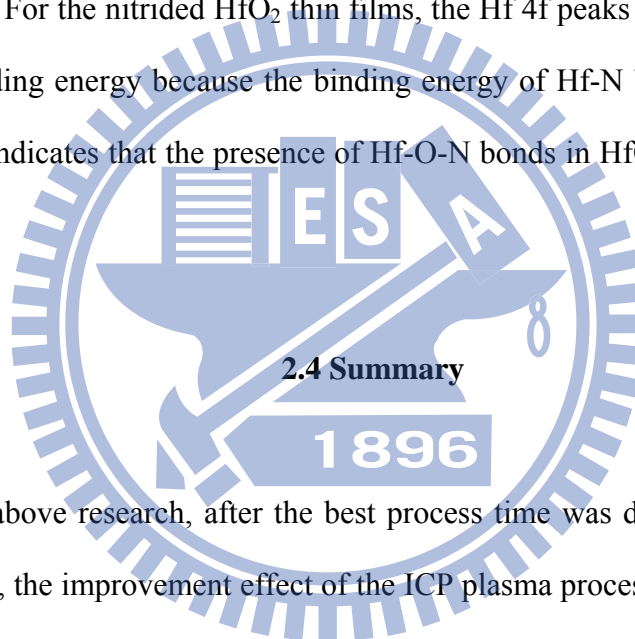 For the nitrided HfO₂ thin films, the Hf 4f peaks
ding energy because the binding energy of Hf-N
ndicates that the presence of Hf-O-N bonds in Hf
E S A
8
2.4 Summary
1896
above research, after the best process time was d
, the improvement effect of the ICP plasma proces